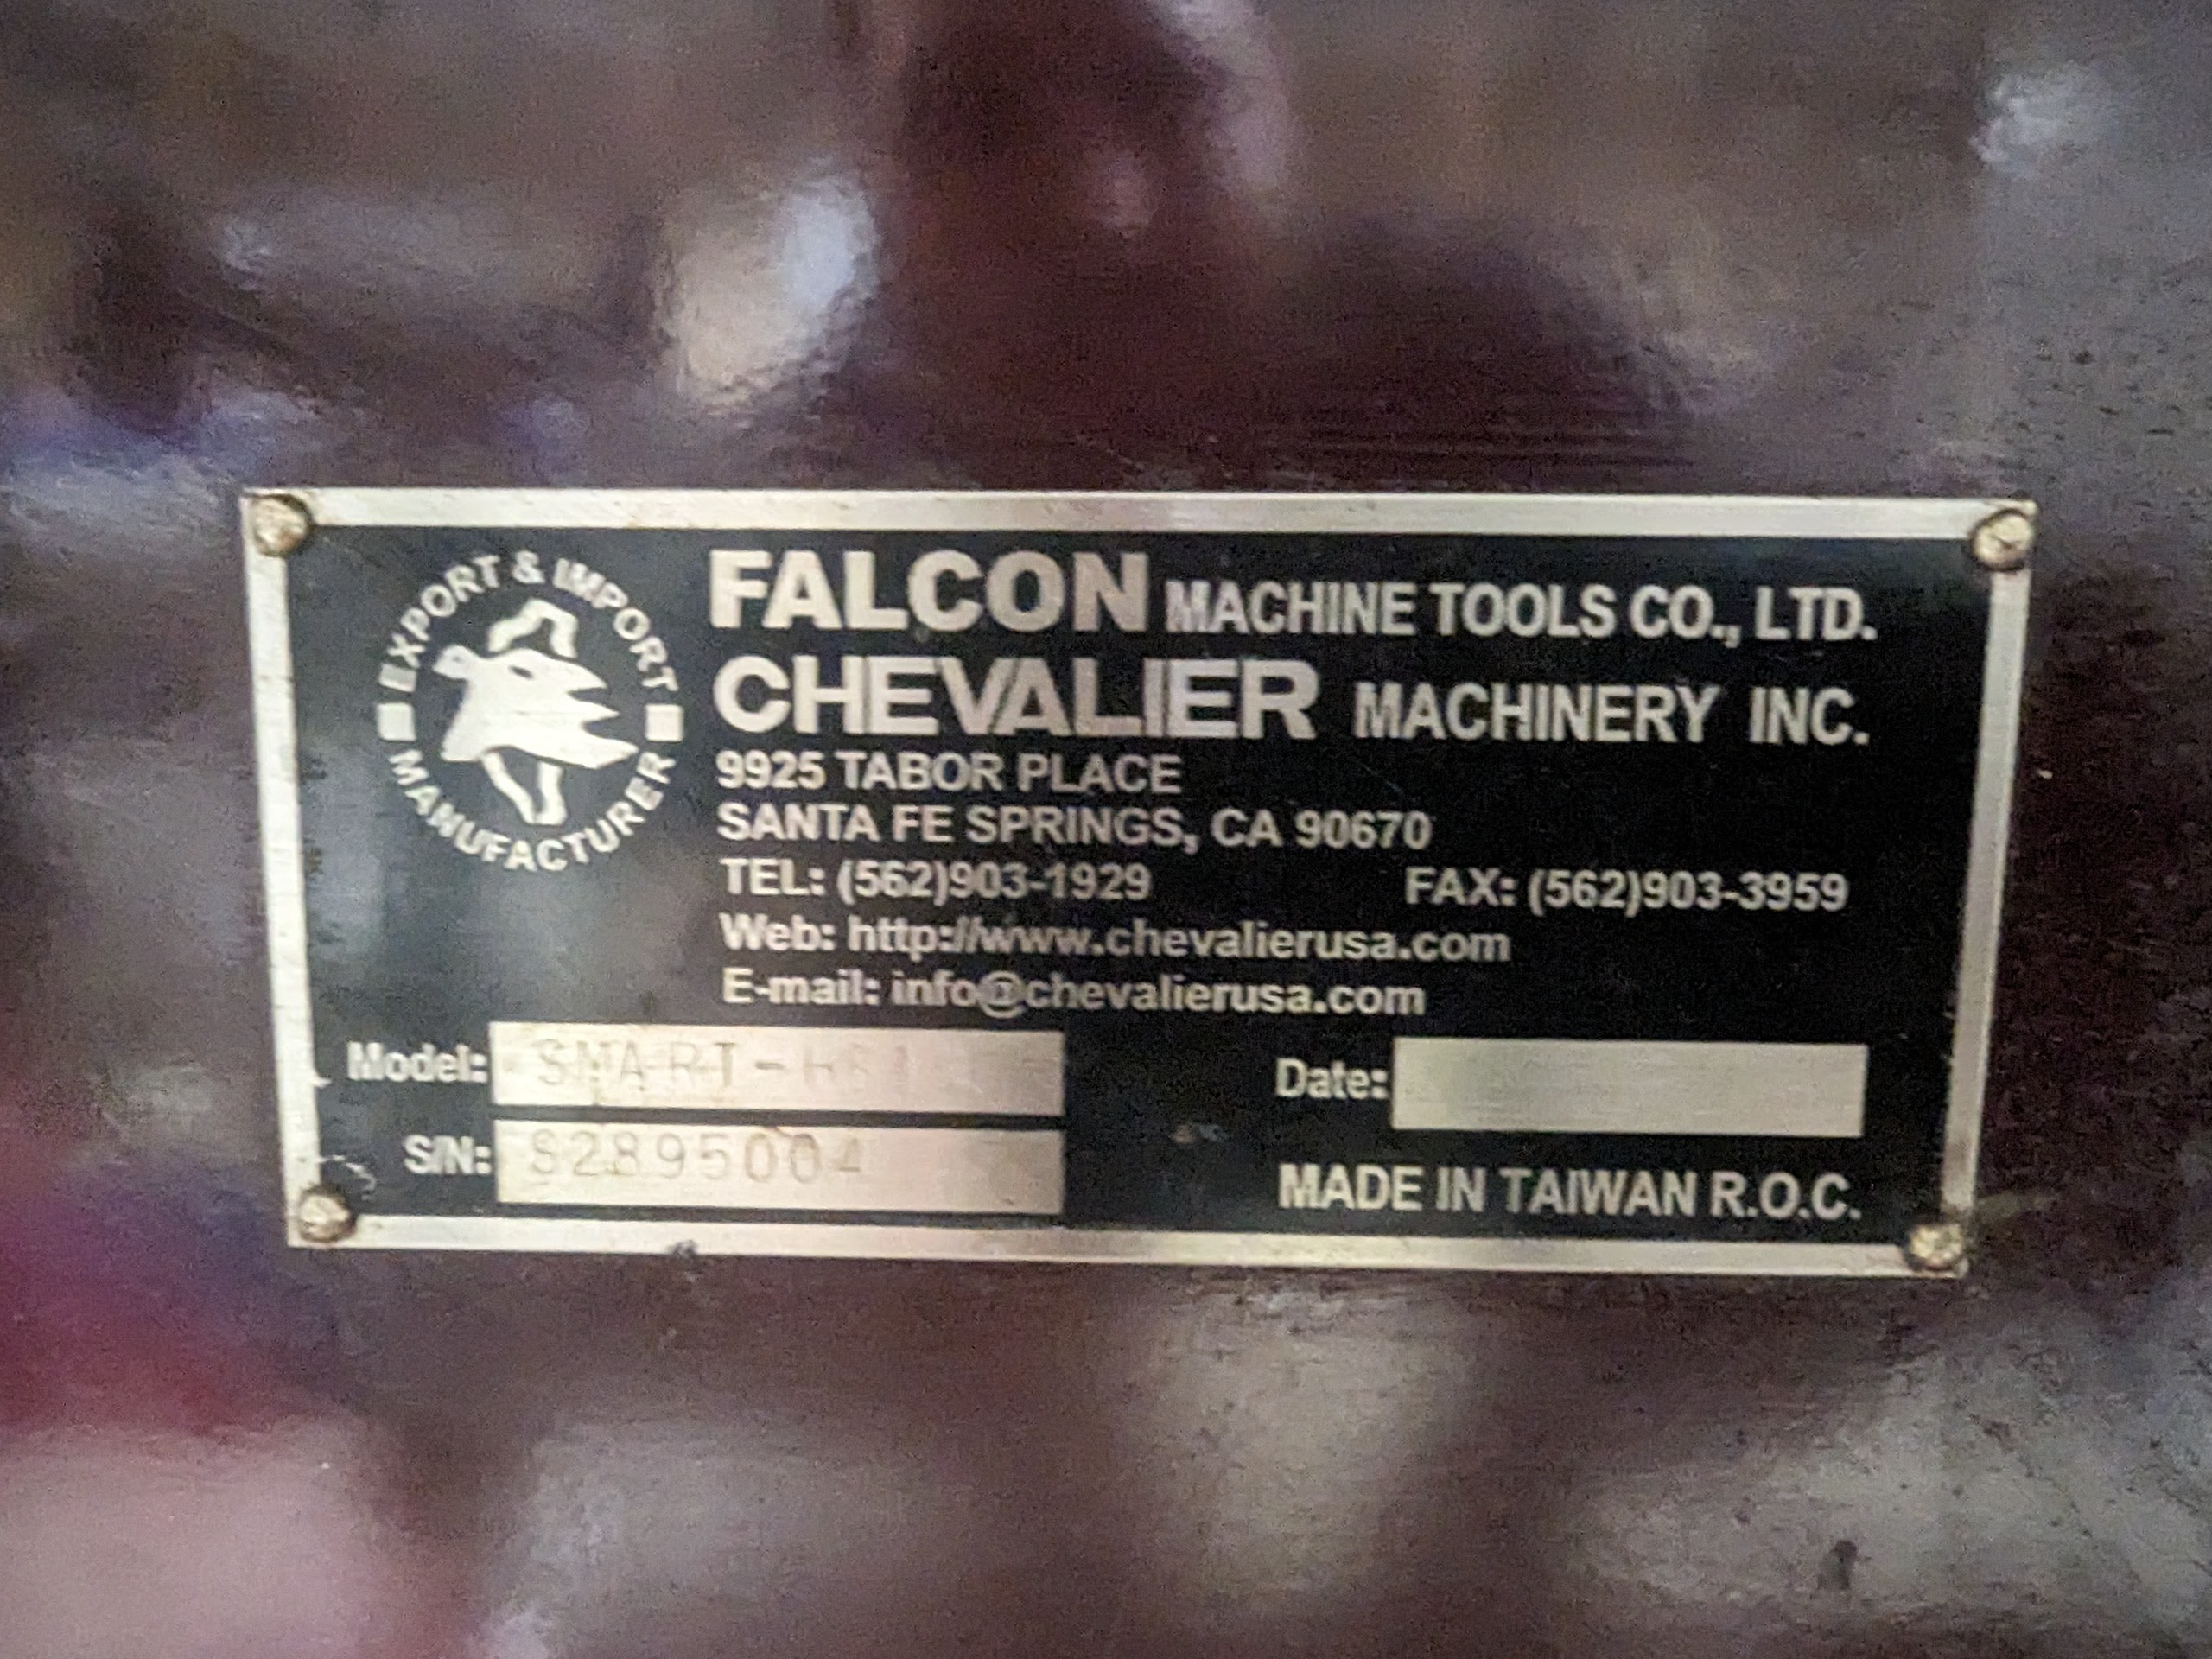 EXPORT & IMPORT
MANUFACTURER
FALCON MACHINE TOOLS CO., LTD.
CHEVALIER MACHINERY INC.
9925 TABOR PLACE
SANTA FE SPRINGS, CA 90670
TEL: (562)903-1929 FAX: (562)903-3959
Web: http://www.chevalierusa.com
E-mail: info@chevalierusa.com
Model: Date:
S/N: S2895004
MADE IN TAIWAN R.O.C.